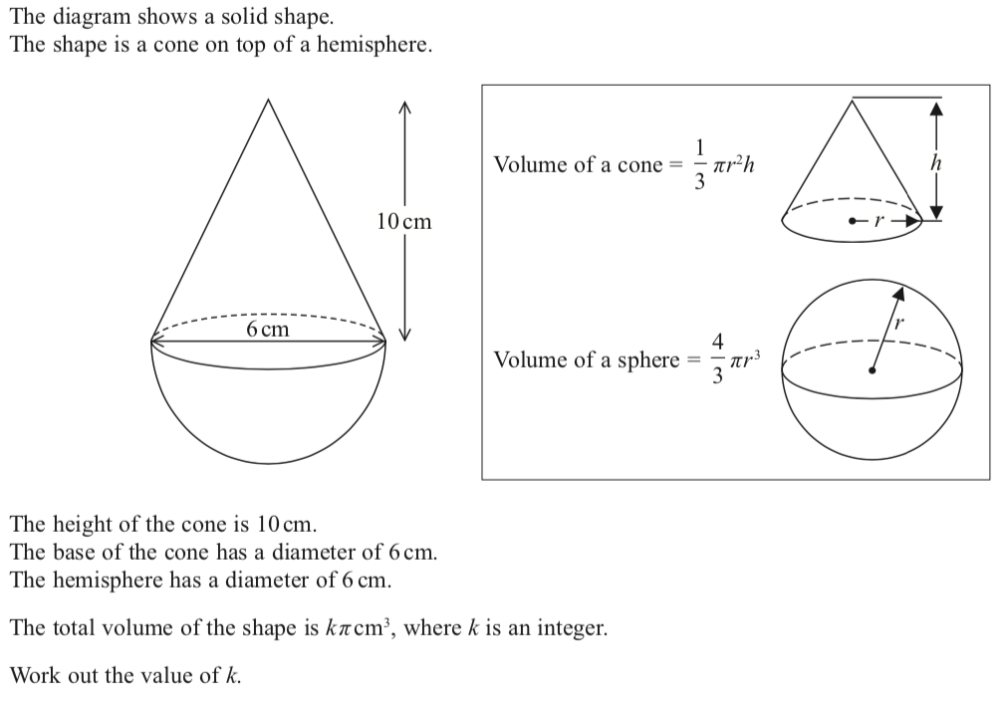 The diagram shows a solid shape.
The shape is a cone on top of a hemisphere.
10 cm
6 cm
Volume of a cone = 1/3 πr²h
h
r
Volume of a sphere = 4/3 πr³
r
The height of the cone is 10 cm.
The base of the cone has a diameter of 6 cm.
The hemisphere has a diameter of 6 cm.
The total volume of the shape is kπ cm³, where k is an integer.
Work out the value of k.